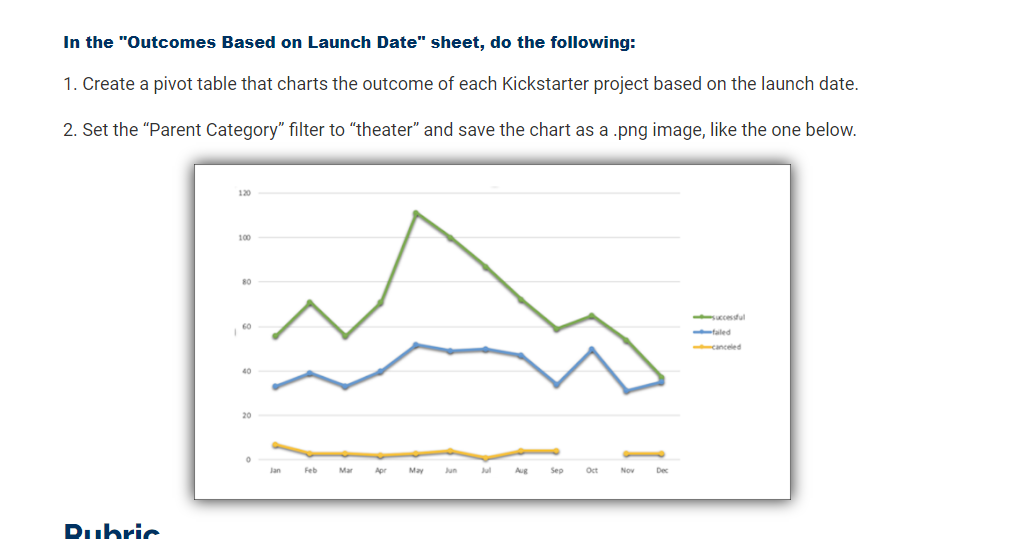 In the "Outcomes Based on Launch Date" sheet, do the following:
1. Create a pivot table that charts the outcome of each Kickstarter project based on the launch date.
2. Set the “Parent Category” filter to “theater” and save the chart as a .png image, like the one below.
120
100
80
60
40
20
0
Jan Feb Mar Apr May Jun Jul Aug Sep Oct Nov Dec
successful
failed
canceled
Rubric